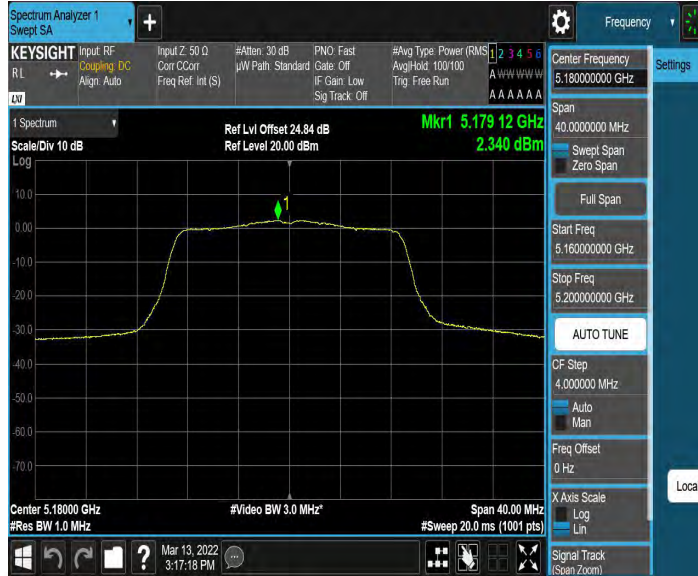 Spectrum Analyzer 1
Swept SA
Frequency
KEYSIGHT
RL
LXI
Input: RF
Coupling: DC
Align: Auto
Input Z: 50 Ω
Corr CCorr
Freq Ref: Int (S)
#Atten: 30 dB
µW Path: Standard
PNO: Fast
Gate: Off
IF Gain: Low
Sig Track: Off
#Avg Type: Power (RMS
Avg|Hold: 100/100
Trig: Free Run
1 2 3 4 5 6
A W W W W W
A A A A A A
1 Spectrum
Scale/Div 10 dB
Ref Lvl Offset 24.84 dB
Ref Level 20.00 dBm
Mkr1 5.179 12 GHz
2.340 dBm
Log
10.0
0.00
-10.0
-20.0
-30.0
-40.0
-50.0
-60.0
-70.0
1
Center 5.18000 GHz
#Res BW 1.0 MHz
#Video BW 3.0 MHz*
Span 40.00 MHz
#Sweep 20.0 ms (1001 pts)
Mar 13, 2022
3:17:18 PM
?
Center Frequency
5.180000000 GHz
Span
40.0000000 MHz
Swept Span
Zero Span
Full Span
Start Freq
5.160000000 GHz
Stop Freq
5.200000000 GHz
AUTO TUNE
CF Step
4.000000 MHz
Auto
Man
Freq Offset
0 Hz
X Axis Scale
Log
Lin
Signal Track
(Span Zoom)
Settings
Loca